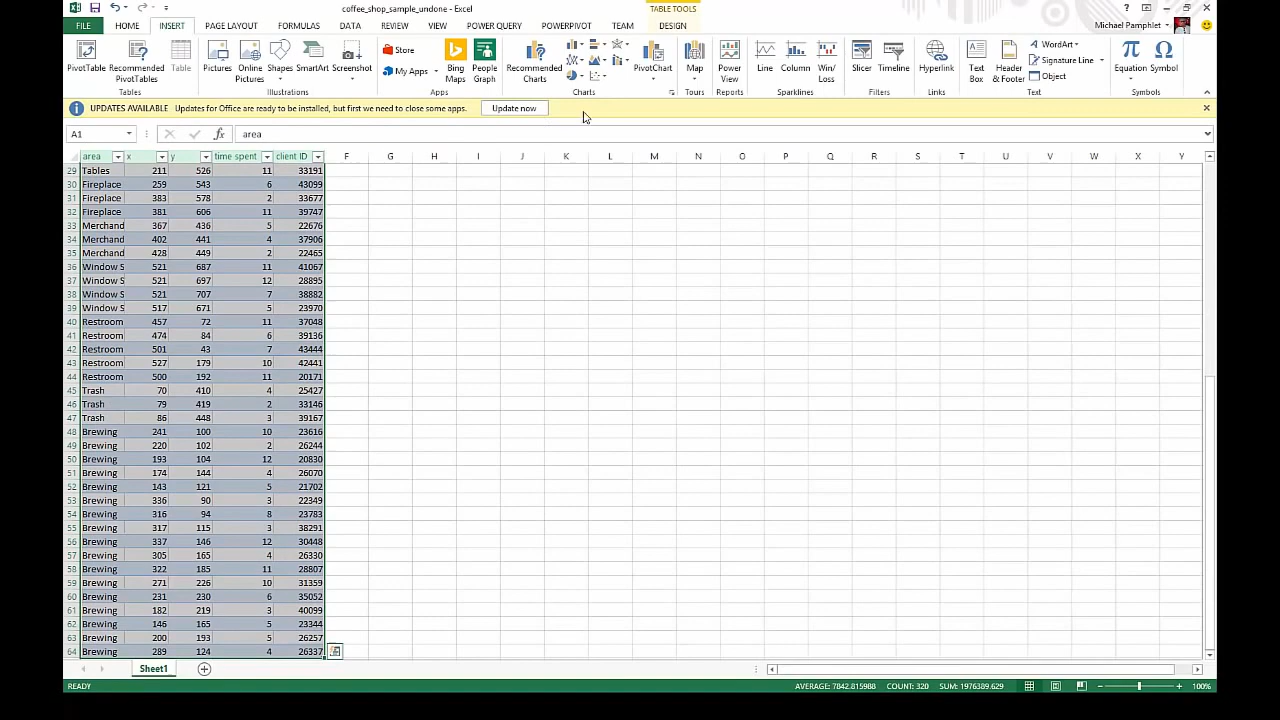 coffee_shop_sample_undone - Excel
TABLE TOOLS
FILE HOME INSERT PAGE LAYOUT FORMULAS DATA REVIEW VIEW POWER QUERY POWERPIVOT TEAM DESIGN
Michael Pamphlet
PivotTable Recommended PivotTables Table Pictures Online Pictures Shapes SmartArt Screenshot Store My Apps Bing Maps People Graph Recommended Charts PivotChart Map Power View Line Column Win/Loss Slicer Timeline Hyperlink Text Box Header & Footer WordArt Signature Line Object Equation Symbol
Tables Illustrations Apps Charts Tours Reports Sparklines Filters Links Text Symbols
UPDATES AVAILABLE Updates for Office are ready to be installed, but first we need to close some apps. Update now
A1 fx area
area x y time spent client ID F G H I J K L M N O P Q R S T U V W X Y
29 Tables 211 526 11 33191
30 Fireplace 259 543 6 43099
31 Fireplace 383 578 2 33677
32 Fireplace 381 606 11 39747
33 Merchand 367 436 5 22676
34 Merchand 402 441 4 37906
35 Merchand 428 449 2 22465
36 Window S 521 687 11 41067
37 Window S 521 697 12 28895
38 Window S 521 707 7 38882
39 Window S 517 671 5 23970
40 Restroom 457 72 11 37048
41 Restroom 474 84 6 39136
42 Restroom 501 43 7 43444
43 Restroom 527 179 10 42441
44 Restroom 500 192 11 20171
45 Trash 70 410 4 25427
46 Trash 79 419 2 33146
47 Trash 86 448 3 39167
48 Brewing 241 100 10 23616
49 Brewing 220 102 2 26244
50 Brewing 193 104 12 20830
51 Brewing 174 144 4 26070
52 Brewing 143 121 5 21702
53 Brewing 336 90 3 22349
54 Brewing 316 94 8 23783
55 Brewing 317 115 3 38291
56 Brewing 337 146 12 30448
57 Brewing 305 165 4 26330
58 Brewing 322 185 11 28807
59 Brewing 271 226 10 31359
60 Brewing 231 230 6 35052
61 Brewing 182 219 3 40099
62 Brewing 146 165 5 23344
63 Brewing 200 193 5 26257
64 Brewing 289 124 4 26337
Sheet1
READY AVERAGE: 7842.815988 COUNT: 320 SUM: 1976389.629 100%